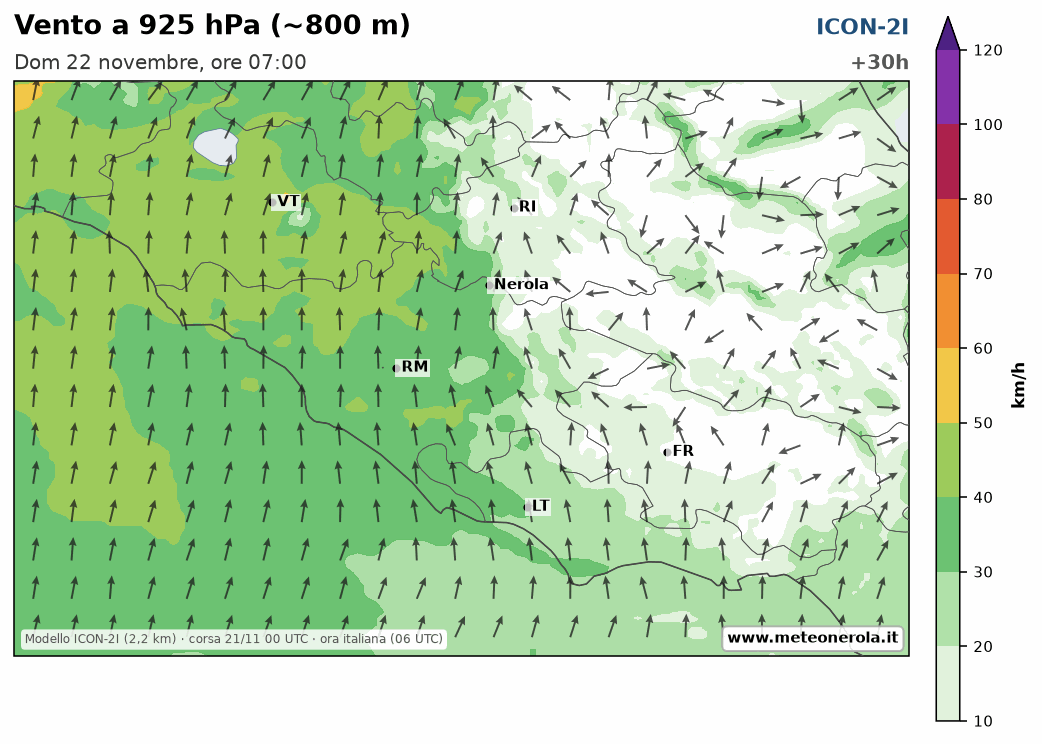 Vento a 925 hPa (~800 m)
ICON-2I
Dom 22 novembre, ore 07:00
+30h
120
100
80
70
60
50
40
30
20
10
km/h
VT
RI
Nerola
RM
FR
LT
Modello ICON-2I (2,2 km) · corsa 21/11 00 UTC · ora italiana (06 UTC)
www.meteonerola.it